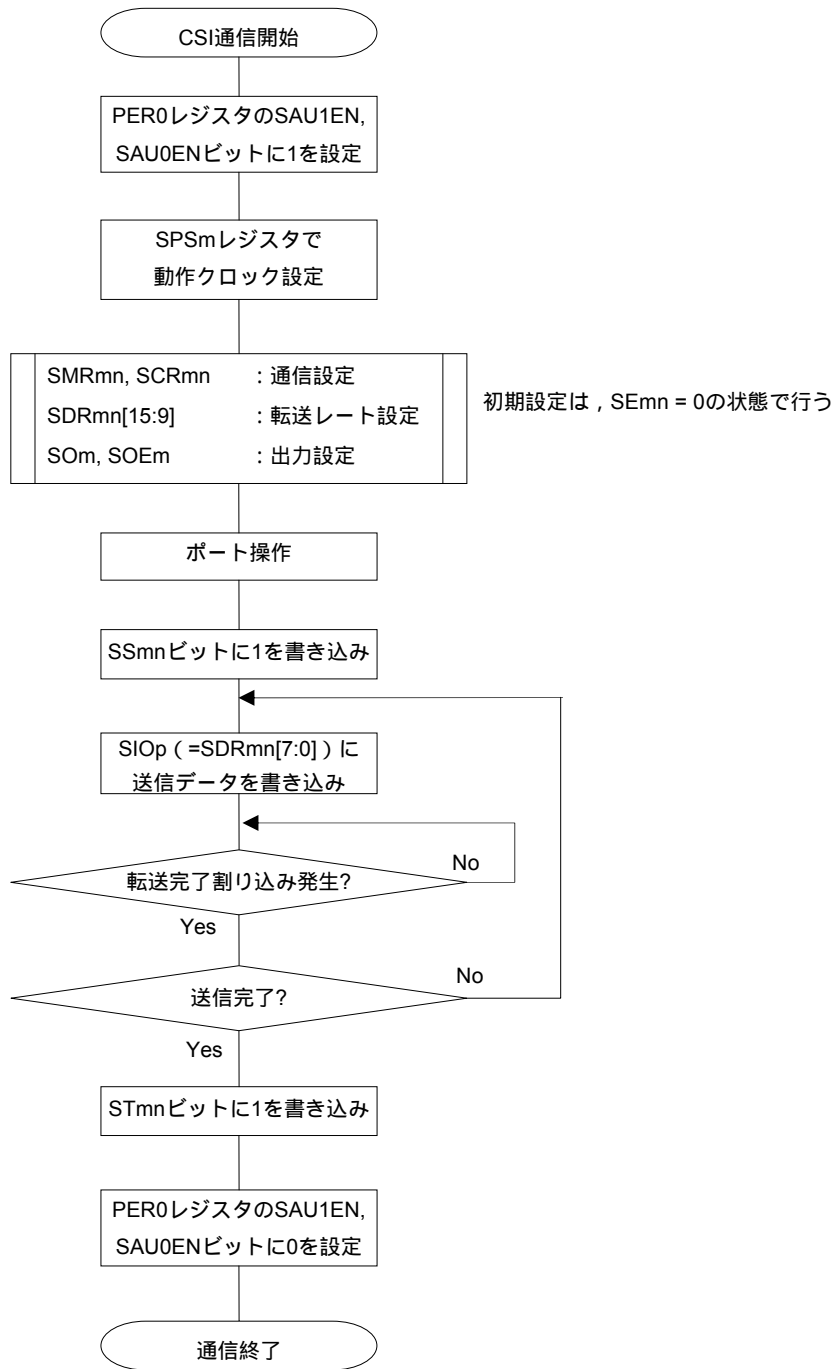 CSI通信開始
PER0レジスタのSAU1EN,
SAU0ENビットに1を設定
SPSmレジスタで
動作クロック設定
SMRmn, SCRmn ：通信設定
SDRmn[15:9] ：転送レート設定
SOm, SOEm ：出力設定
初期設定は，SEmn = 0の状態で行う
ポート操作
SSmnビットに1を書き込み
SIOp（=SDRmn[7:0]）に
送信データを書き込み
転送完了割り込み発生?
No
Yes
送信完了?
No
Yes
STmnビットに1を書き込み
PER0レジスタのSAU1EN,
SAU0ENビットに0を設定
通信終了